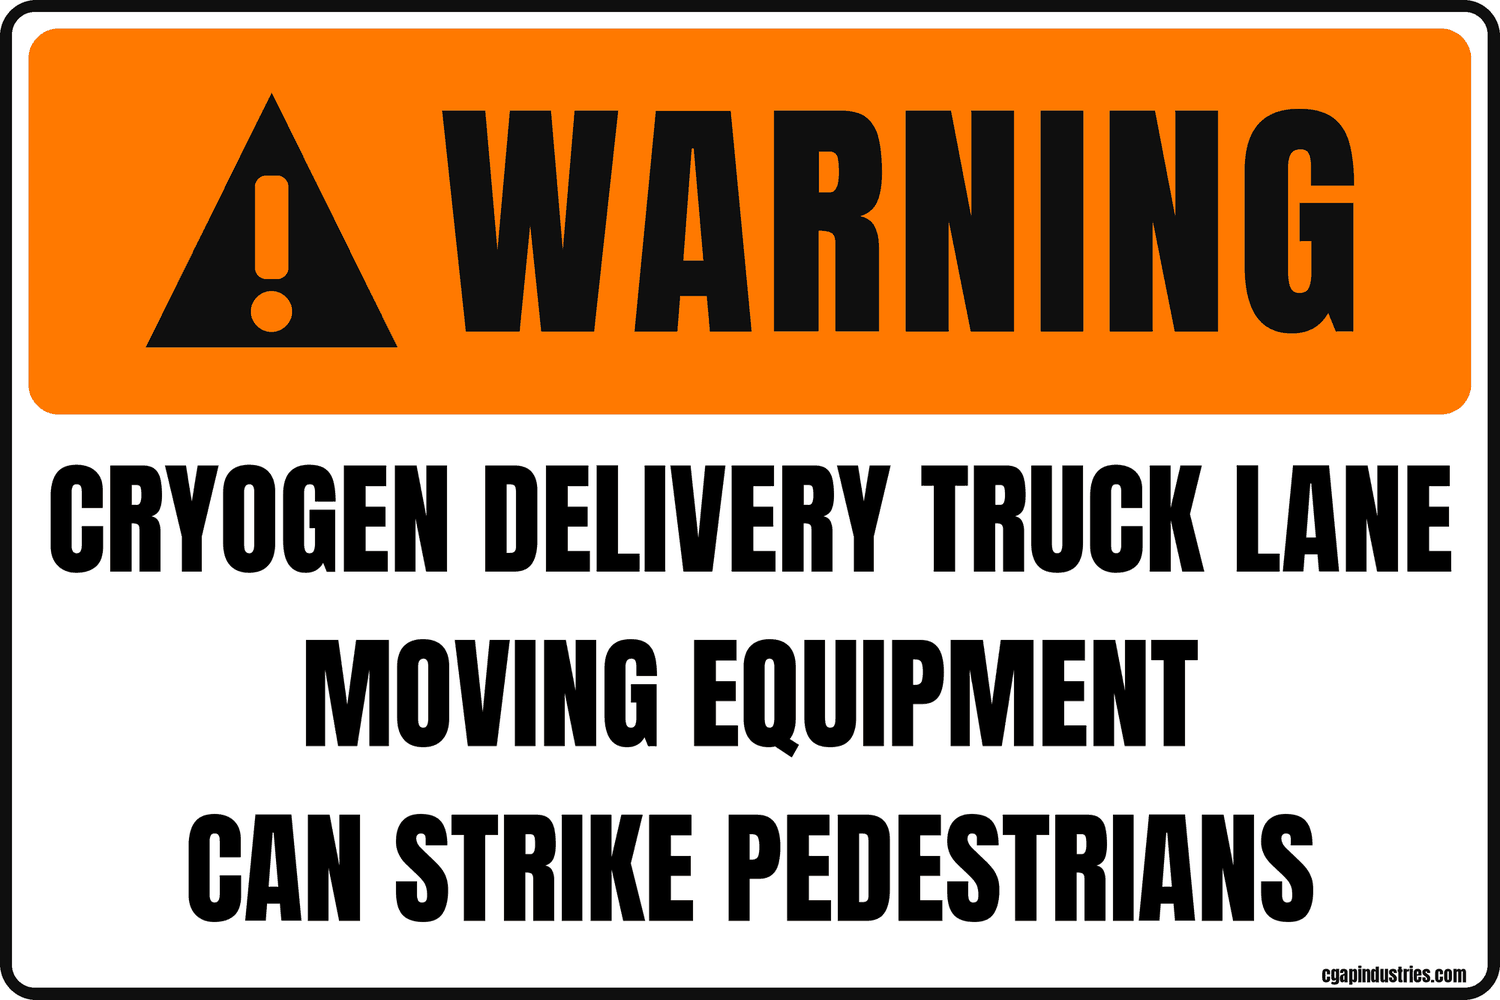 WARNING
CRYOGEN DELIVERY TRUCK LANE
MOVING EQUIPMENT
CAN STRIKE PEDESTRIANS
cgapindustries.com